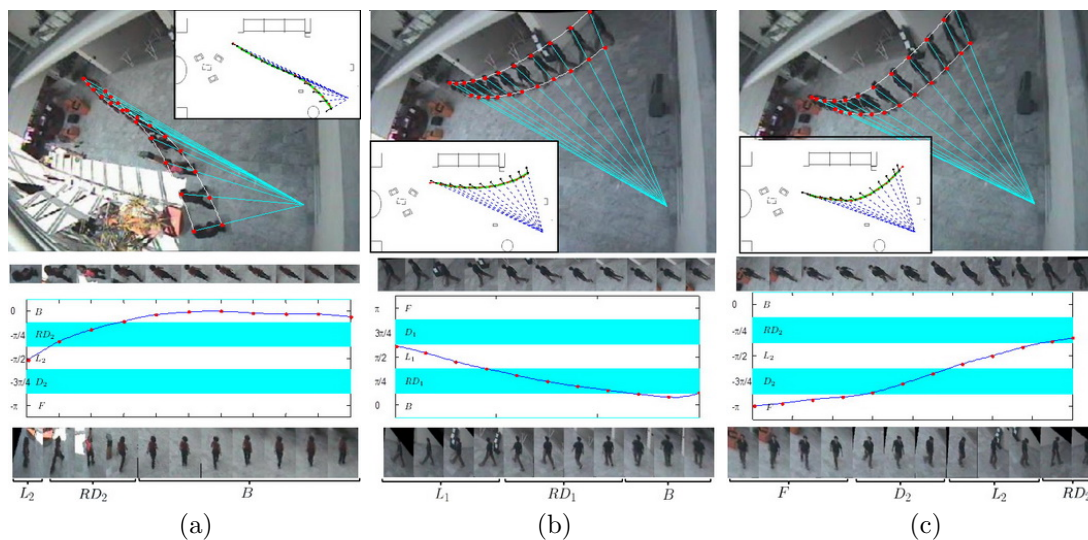 0 B
-π/4 RD₂
-π/2 L₂
-3π/4 D₂
-π F
L₂ RD₂ B
(a)
π F
3π/4 D₁
π/2 L₁
π/4 RD₁
0 B
L₁ RD₁ B
(b)
0 B
-π/4 RD₂
-π/2 L₂
-3π/4 D₂
-π F
F D₂ L₂ RD₂
(c)